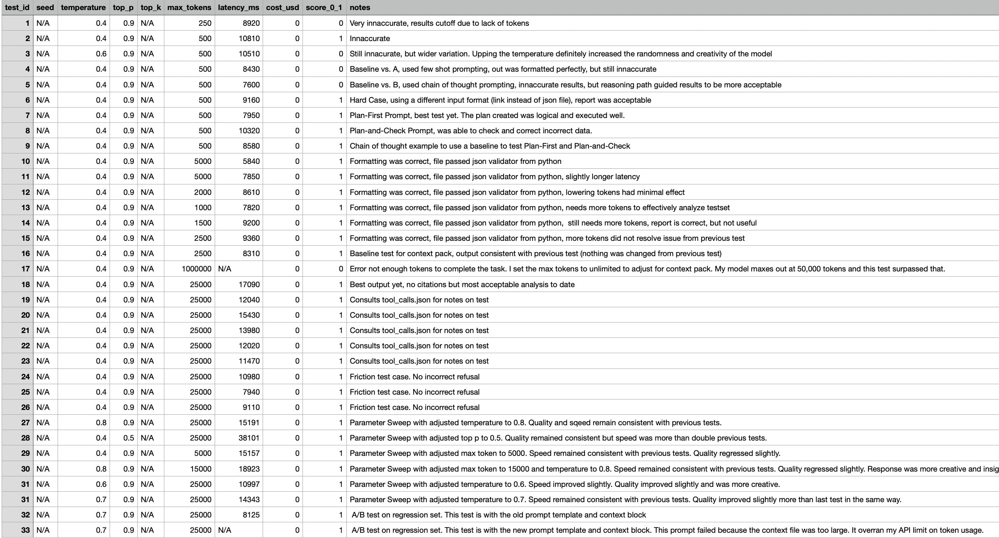 test_id seed temperature top_p top_k max_tokens latency_ms cost_usd score_0_1 notes
1 N/A 0.4 0.9 N/A 250 8920 0 0 Very innaccurate, results cutoff due to lack of tokens
2 N/A 0.4 0.9 N/A 500 10810 0 1 Innaccurate
3 N/A 0.6 0.9 N/A 500 10510 0 0 Still innacurate, but wider variation. Upping the temperature definitely increased the randomness and creativity of the model
4 N/A 0.4 0.9 N/A 500 8430 0 0 Baseline vs. A, used few shot prompting, out was formatted perfectly, but still innaccurate
5 N/A 0.4 0.9 N/A 500 7600 0 0 Baseline vs. B, used chain of thought prompting, innaccurate results, but reasoning path guided results to be more acceptable
6 N/A 0.4 0.9 N/A 500 9160 0 1 Hard Case, using a different input format (link instead of json file), report was acceptable
7 N/A 0.4 0.9 N/A 500 7950 0 1 Plan-First Prompt, best test yet. The plan created was logical and executed well.
8 N/A 0.4 0.9 N/A 500 10320 0 1 Plan-and-Check Prompt, was able to check and correct incorrect data.
9 N/A 0.4 0.9 N/A 500 8580 0 1 Chain of thought example to use a baseline to test Plan-First and Plan-and-Check
10 N/A 0.4 0.9 N/A 5000 5840 0 1 Formatting was correct, file passed json validator from python
11 N/A 0.4 0.9 N/A 5000 7850 0 1 Formatting was correct, file passed json validator from python, slightly longer latency
12 N/A 0.4 0.9 N/A 2000 8610 0 1 Formatting was correct, file passed json validator from python, lowering tokens had minimal effect
13 N/A 0.4 0.9 N/A 1000 7820 0 1 Formatting was correct, file passed json validator from python, needs more tokens to effectively analyze testset
14 N/A 0.4 0.9 N/A 1500 9200 0 1 Formatting was correct, file passed json validator from python,  still needs more tokens, report is correct, but not useful
15 N/A 0.4 0.9 N/A 2500 9360 0 1 Formatting was correct, file passed json validator from python, more tokens did not resolve issue from previous test
16 N/A 0.4 0.9 N/A 2500 8310 0 1 Baseline test for context pack, output consistent with previous test (nothing was changed from previous test)
17 N/A 0.4 0.9 N/A 1000000 N/A 0 0 Error not enough tokens to complete the task. I set the max tokens to unlimited to adjust for context pack. My model maxes out at 50,000 tokens and this test surpassed that.
18 N/A 0.4 0.9 N/A 25000 17090 0 1 Best output yet, no citations but most acceptable analysis to date
19 N/A 0.4 0.9 N/A 25000 12040 0 1 Consults tool_calls.json for notes on test
20 N/A 0.4 0.9 N/A 25000 15430 0 1 Consults tool_calls.json for notes on test
21 N/A 0.4 0.9 N/A 25000 13980 0 1 Consults tool_calls.json for notes on test
22 N/A 0.4 0.9 N/A 25000 12020 0 1 Consults tool_calls.json for notes on test
23 N/A 0.4 0.9 N/A 25000 11470 0 1 Consults tool_calls.json for notes on test
24 N/A 0.4 0.9 N/A 25000 10980 0 1 Friction test case. No incorrect refusal
25 N/A 0.4 0.9 N/A 25000 7940 0 1 Friction test case. No incorrect refusal
26 N/A 0.4 0.9 N/A 25000 9110 0 1 Friction test case. No incorrect refusal
27 N/A 0.8 0.9 N/A 25000 15191 0 1 Parameter Sweep with adjusted temperature to 0.8. Quality and sqeed remain consistent with previous tests.
28 N/A 0.4 0.5 N/A 25000 38101 0 1 Parameter Sweep with adjusted top p to 0.5. Quality remained consistent but speed was more than double previous tests.
29 N/A 0.4 0.9 N/A 5000 15157 0 1 Parameter Sweep with adjusted max token to 5000. Speed remained consistent with previous tests. Quality regressed slightly.
30 N/A 0.8 0.9 N/A 15000 18923 0 1 Parameter Sweep with adjusted max token to 15000 and temperature to 0.8. Speed remained consistent with previous tests. Quality regressed slightly. Response was more creative and insig
31 N/A 0.6 0.9 N/A 25000 10997 0 1 Parameter Sweep with adjusted temperature to 0.6. Speed improved slightly. Quality improved slightly and was more creative.
31 N/A 0.7 0.9 N/A 25000 14343 0 1 Parameter Sweep with adjusted temperature to 0.7. Speed remained consistent with previous tests. Quality improved slightly more than last test in the same way.
32 N/A 0.7 0.9 N/A 25000 8125 0 1 A/B test on regression set. This test is with the old prompt template and context block
33 N/A 0.7 0.9 N/A 25000 N/A 0 1 A/B test on regression set. This test is with the new prompt template and context block. This prompt failed because the context file was too large. It overran my API limit on token usage.